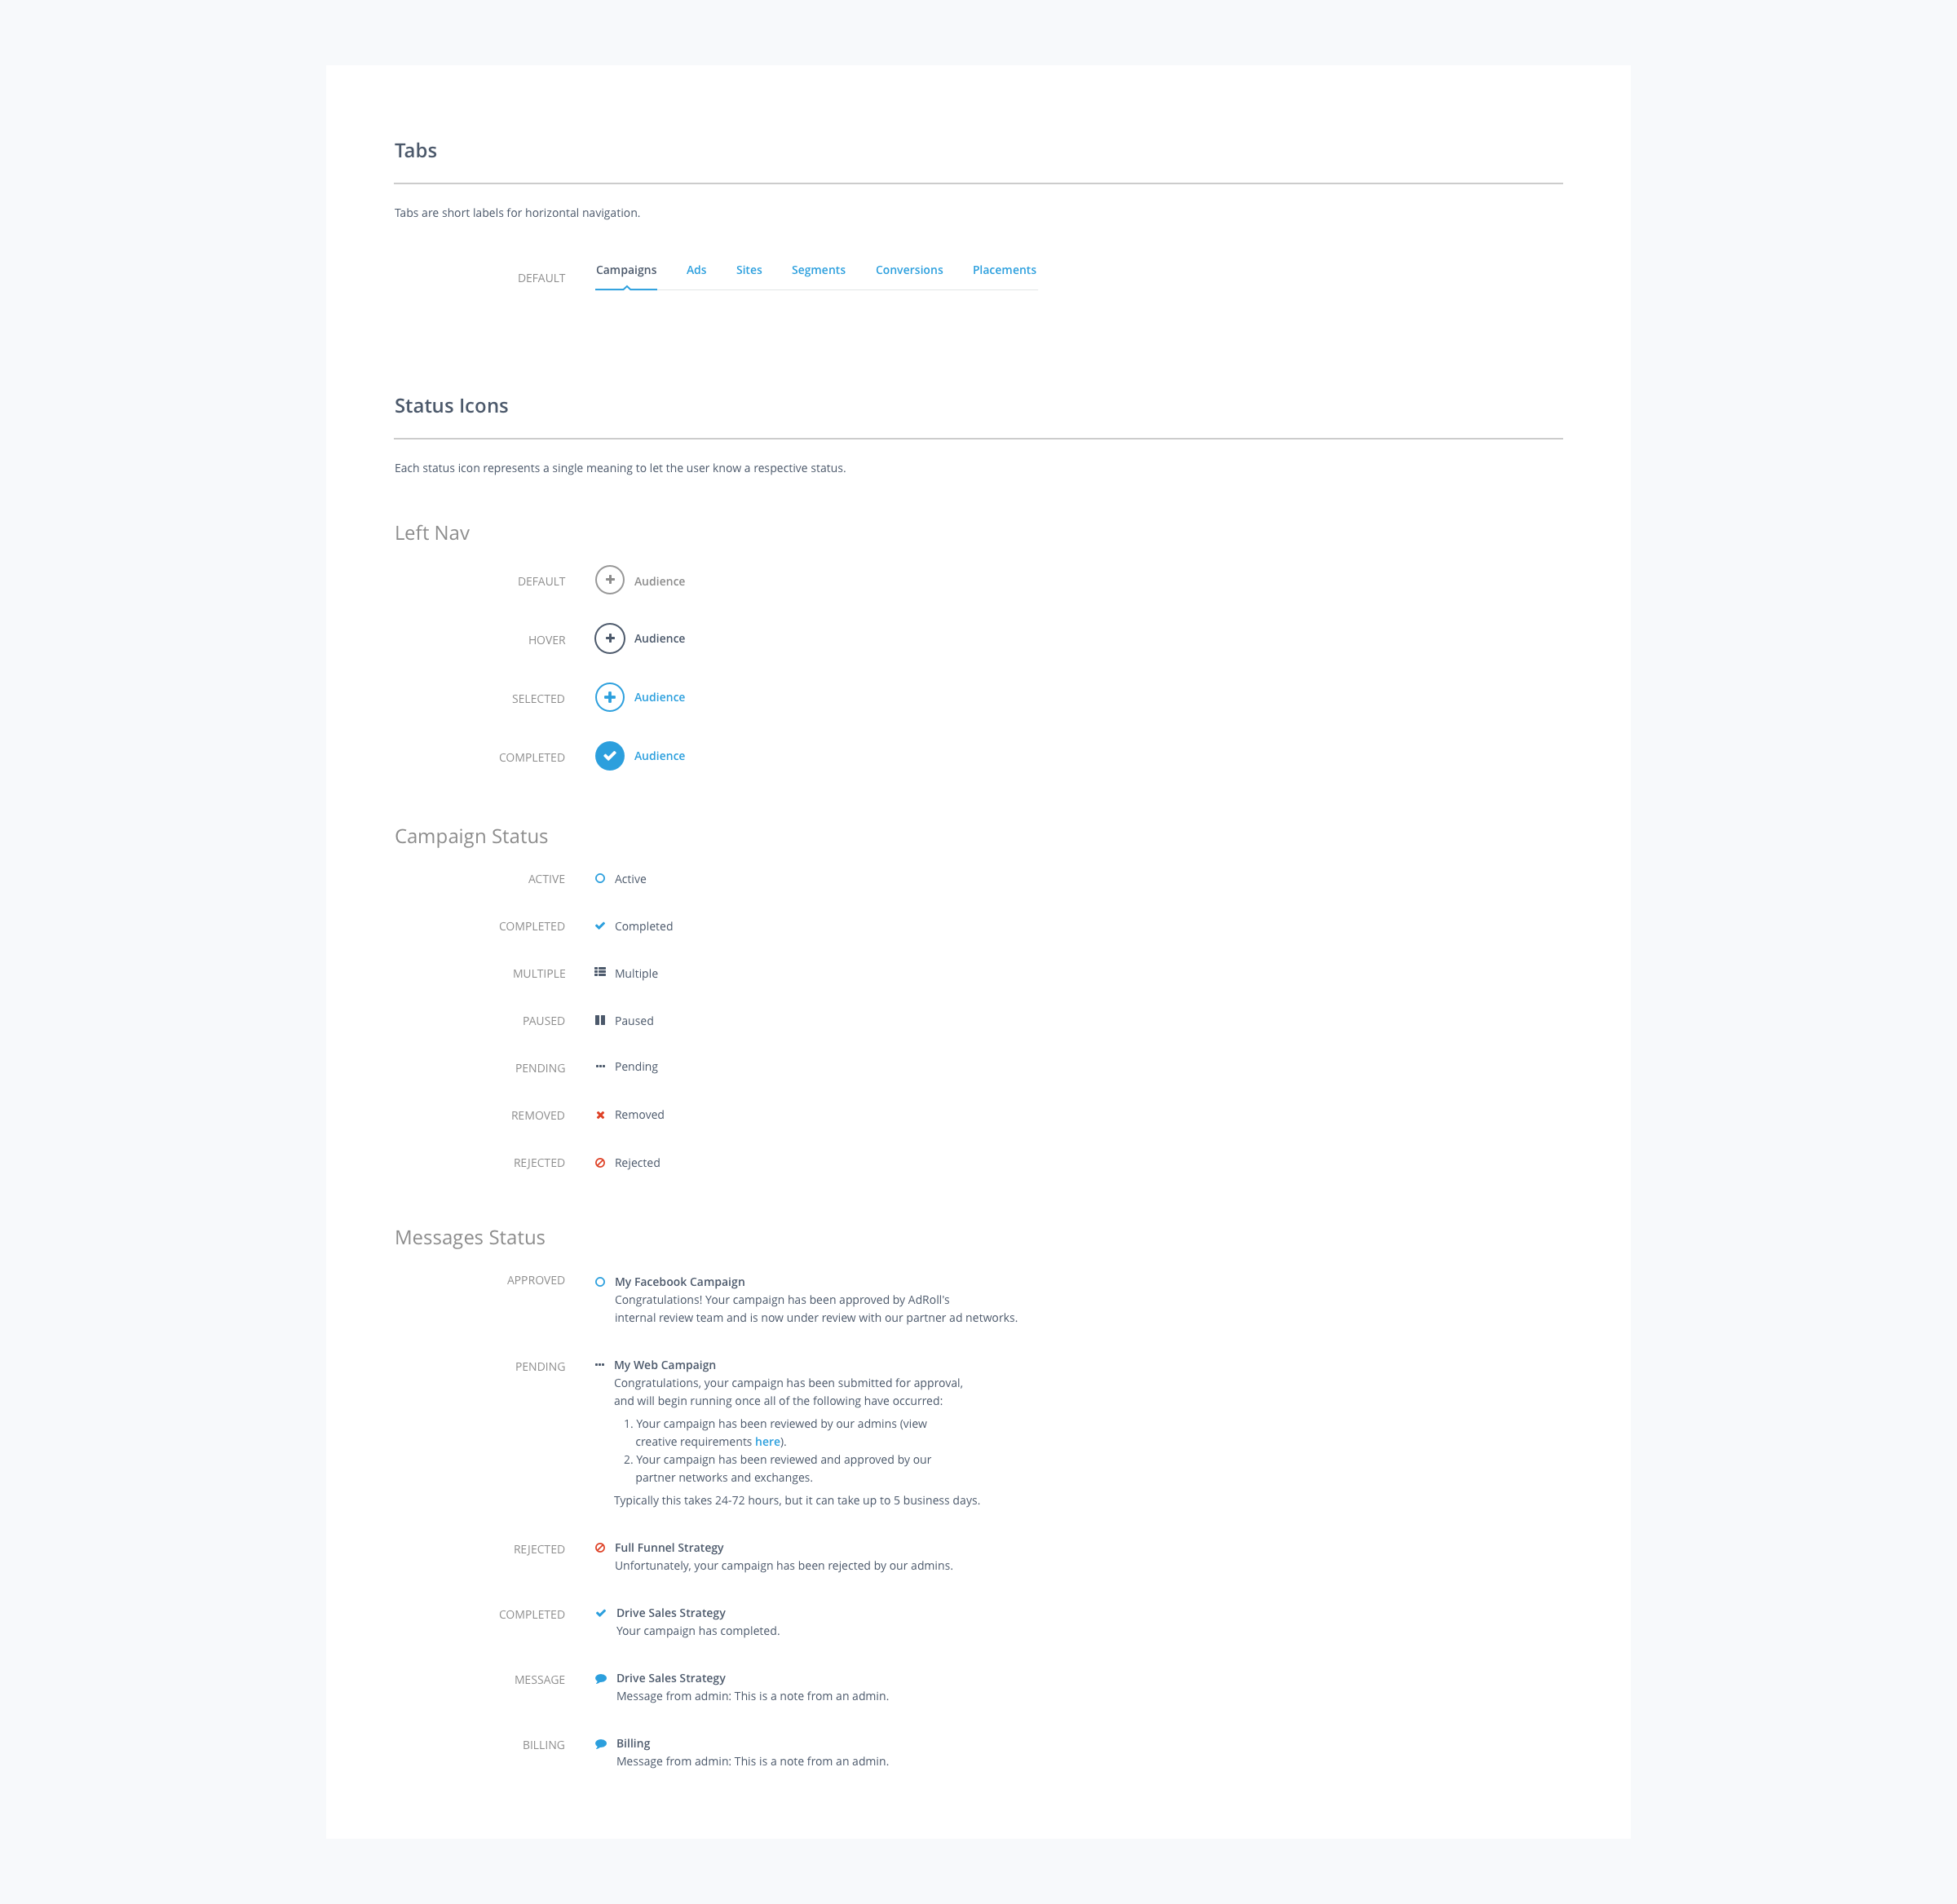 Tabs
Tabs are short labels for horizontal navigation.
DEFAULT Campaigns Ads Sites Segments Conversions Placements
Status Icons
Each status icon represents a single meaning to let the user know a respective status.
Left Nav
DEFAULT Audience
HOVER Audience
SELECTED Audience
COMPLETED Audience
Campaign Status
ACTIVE Active
COMPLETED Completed
MULTIPLE Multiple
PAUSED Paused
PENDING Pending
REMOVED Removed
REJECTED Rejected
Messages Status
APPROVED My Facebook Campaign
Congratulations! Your campaign has been approved by AdRoll's
internal review team and is now under review with our partner ad networks.
PENDING My Web Campaign
Congratulations, your campaign has been submitted for approval,
and will begin running once all of the following have occurred:
1. Your campaign has been reviewed by our admins (view
creative requirements here).
2. Your campaign has been reviewed and approved by our
partner networks and exchanges.
Typically this takes 24-72 hours, but it can take up to 5 business days.
REJECTED Full Funnel Strategy
Unfortunately, your campaign has been rejected by our admins.
COMPLETED Drive Sales Strategy
Your campaign has completed.
MESSAGE Drive Sales Strategy
Message from admin: This is a note from an admin.
BILLING Billing
Message from admin: This is a note from an admin.